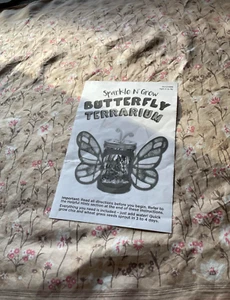 Sparkle N' Grow
BUTTERFLY
TERRARIUM
Important: Read all directions before you begin. Refer to
the helpful hints section at the end of these instructions.
Everything you need is included – just add water! Quick
grow chia and wheat grass seeds sprout in 3 to 4 days.